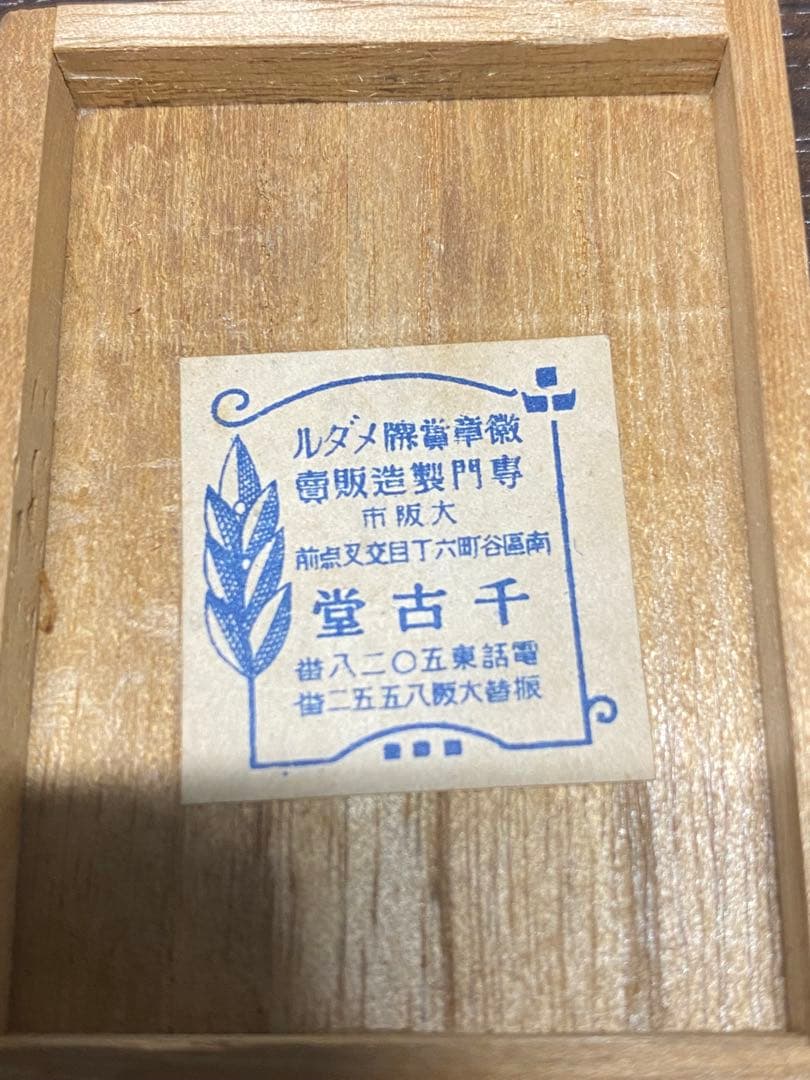 徽章賞牌メダル
專門製造販賣
大阪市
南區谷町六丁目交叉点前
千古堂
電話東五〇二八番
振替大阪八五五二番